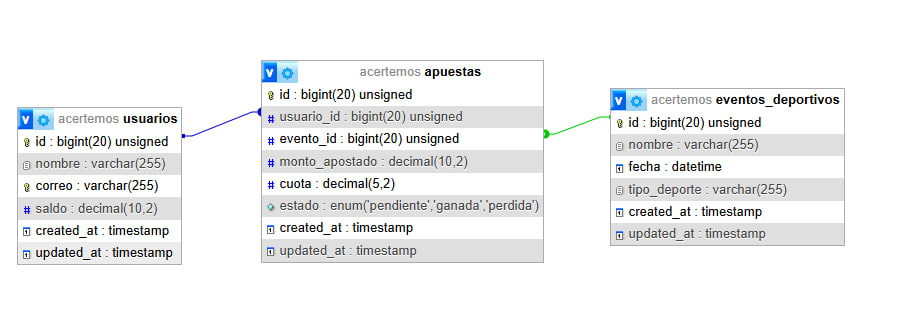 acertemos usuarios
id : bigint(20) unsigned
nombre : varchar(255)
correo : varchar(255)
saldo : decimal(10,2)
created_at : timestamp
updated_at : timestamp
acertemos apuestas
id : bigint(20) unsigned
usuario_id : bigint(20) unsigned
evento_id : bigint(20) unsigned
monto_apostado : decimal(10,2)
cuota : decimal(5,2)
estado : enum('pendiente','ganada','perdida')
created_at : timestamp
updated_at : timestamp
acertemos eventos_deportivos
id : bigint(20) unsigned
nombre : varchar(255)
fecha : datetime
tipo_deporte : varchar(255)
created_at : timestamp
updated_at : timestamp